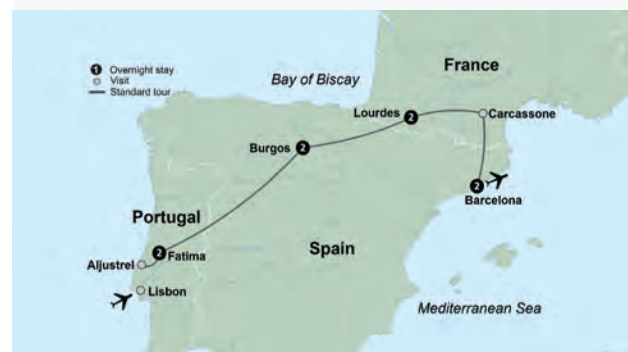 1 Overnight stay
Visit
Standard tour
Bay of Biscay
France
Lourdes 2
Carcassone
Burgos 2
2
Barcelona
Portugal
Spain
2 Fatima
Aljustrel
Lisbon
Mediterranean Sea